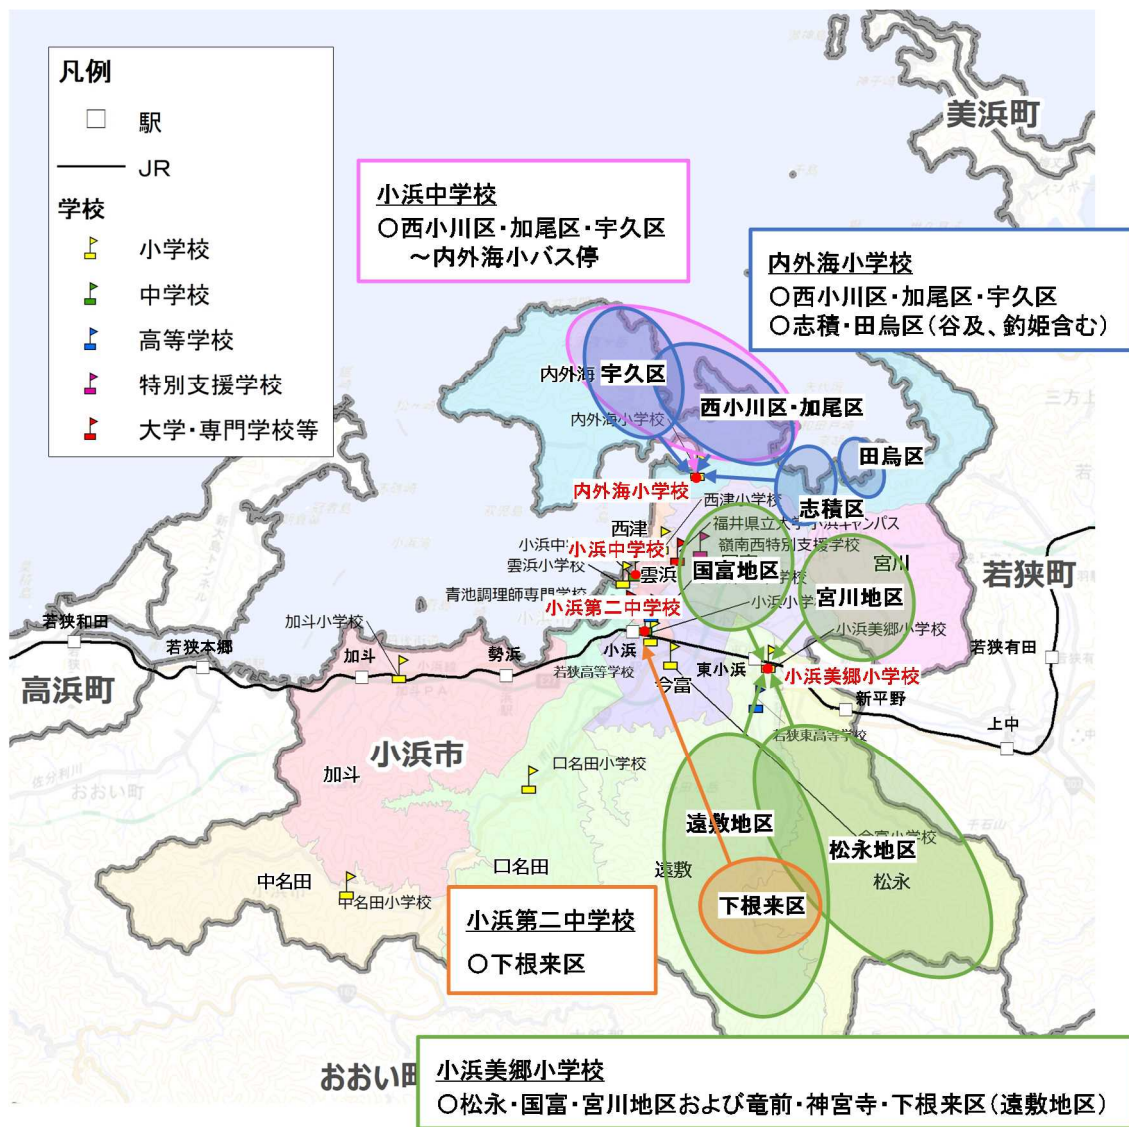 凡例
駅
JR
学校
小学校
中学校
高等学校
特別支援学校
大学・専門学校等
美浜町
小浜中学校
○西小川区・加尾区・宇久区
～内外海小バス停
内外海小学校
○西小川区・加尾区・宇久区
○志積・田烏区(谷及、釣姫含む)
内外海
宇久区
西小川区・加尾区
内外海小学校
田烏区
内外海小学校
志積区
西津小学校
西津
福井県立大学小浜キャンパス
嶺南西特別支援学校
小浜中学校
雲浜
雲浜小学校
国富地区
宮川
若狭町
青池調理師専門学校
宮川地区
小浜第二中学校
小浜美郷小学校
若狭和田
若狭本郷
加斗小学校
加斗
勢浜
小浜
若狭高等学校
今富
東小浜
小浜美郷小学校
若狭有田
新平野
上中
高浜町
若狭東高等学校
小浜市
加斗
口名田小学校
おおい町
遠敷地区
松永地区
遠敷
松永
中名田
口名田
中名田小学校
下根来区
小浜第二中学校
○下根来区
小浜美郷小学校
○松永・国富・宮川地区および竜前・神宮寺・下根来区(遠敷地区)